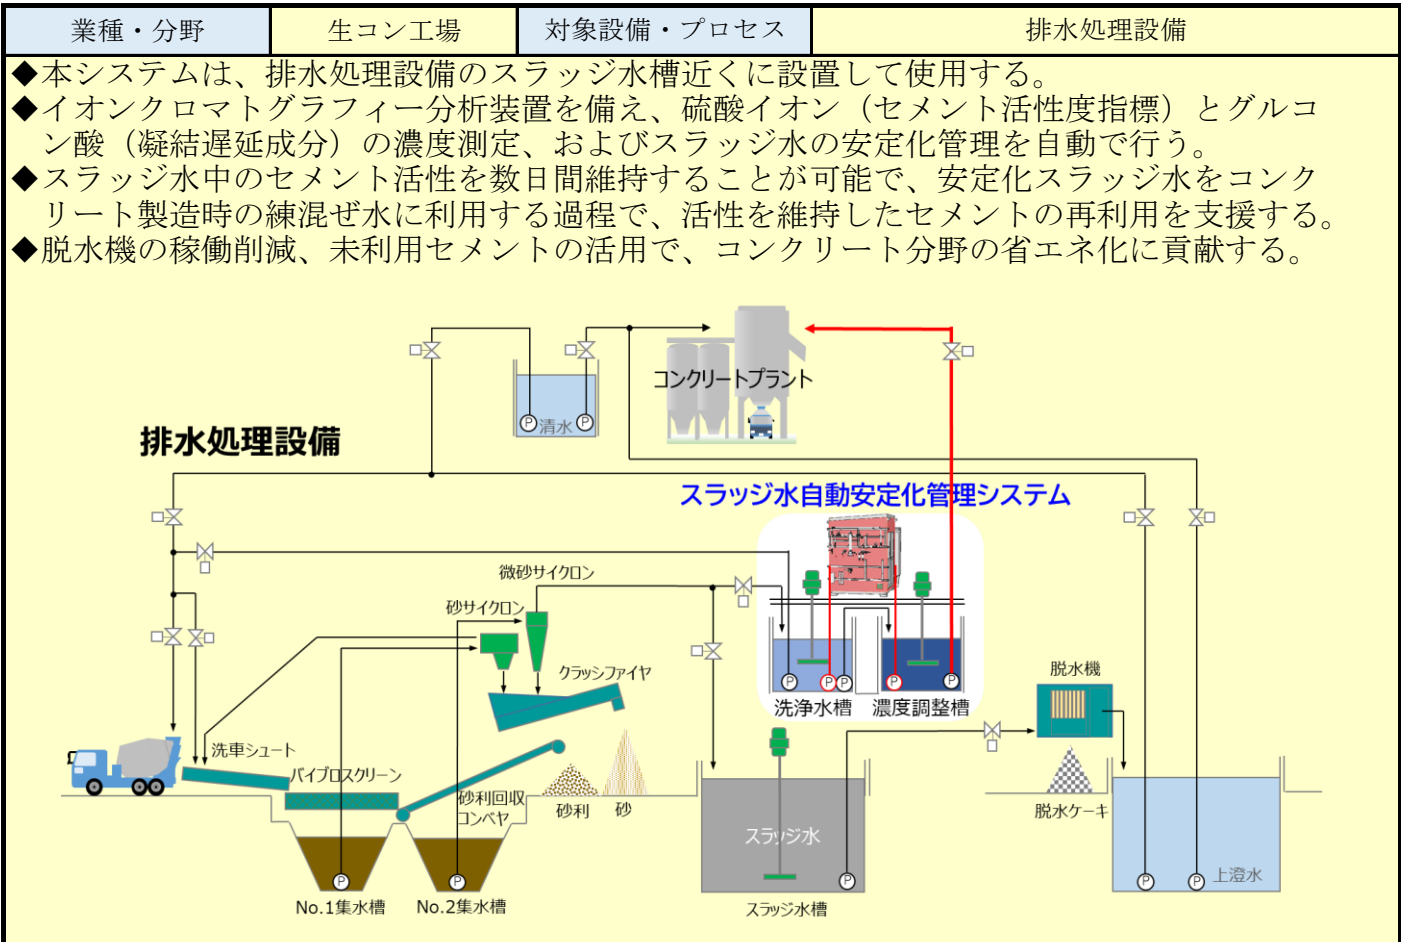 業種・分野 生コン工場 対象設備・プロセス 排水処理設備
◆本システムは、排水処理設備のスラッジ水槽近くに設置して使用する。
◆イオンクロマトグラフィー分析装置を備え、硫酸イオン（セメント活性度指標）とグルコ
ン酸（凝結遅延成分）の濃度測定、およびスラッジ水の安定化管理を自動で行う。
◆スラッジ水中のセメント活性を数日間維持することが可能で、安定化スラッジ水をコンク
リート製造時の練混ぜ水に利用する過程で、活性を維持したセメントの再利用を支援する。
◆脱水機の稼働削減、未利用セメントの活用で、コンクリート分野の省エネ化に貢献する。
コンクリートプラント
P 清水 P
排水処理設備
スラッジ水自動安定化管理システム
微砂サイクロン
砂サイクロン
クラッシファイヤ
脱水機
P P P P P
洗浄水槽 濃度調整槽
洗車シュート
バイブロスクリーン
砂利回収
コンベヤ
砂利 砂
脱水ケーキ
スラッジ水
P P P P P
上澄水
No.1集水槽 No.2集水槽 スラッジ水槽